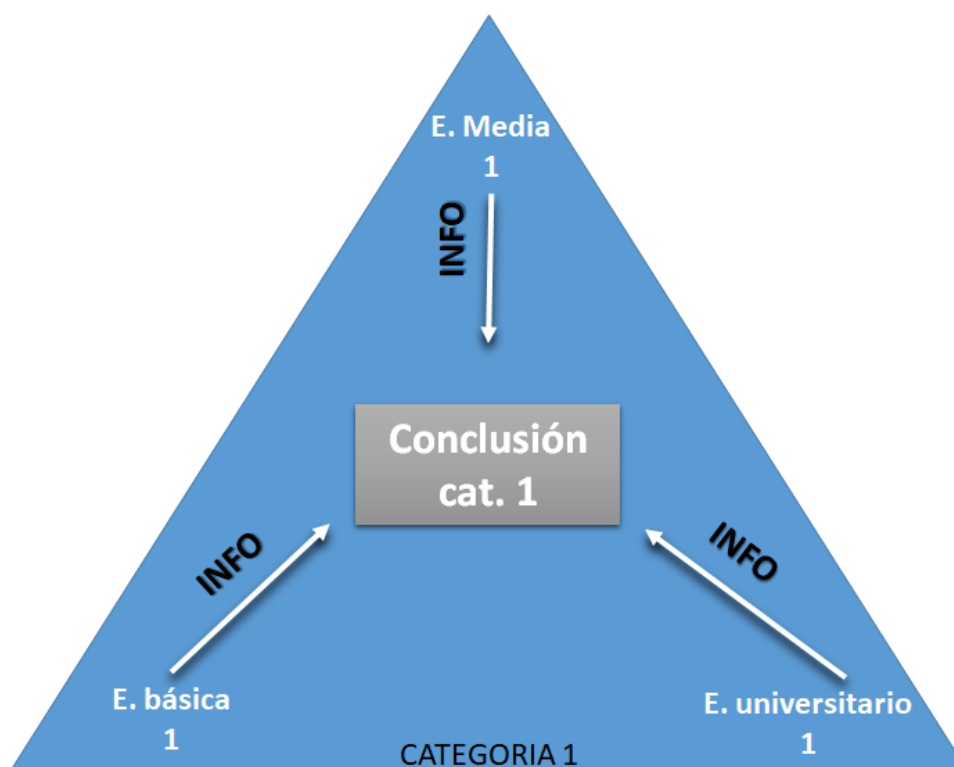 E. Media
1
INFO
Conclusión
cat. 1
INFO
INFO
E. básica
1
E. universitario
1
CATEGORIA 1